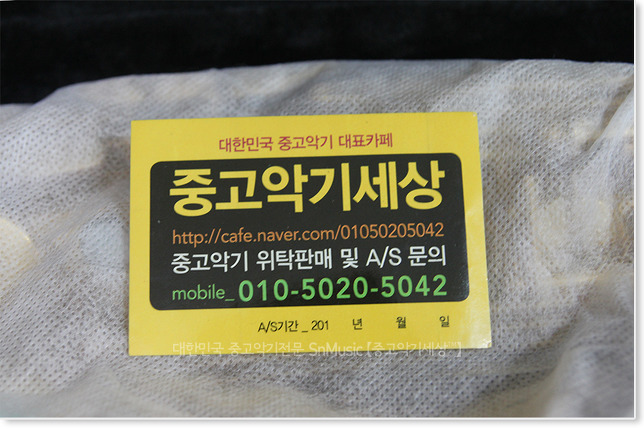 대한민국 중고악기 대표카페
중고악기세상
http://cafe.naver.com/01050205042
중고악기 위탁판매 및 A/S 문의
mobile_010-5020-5042
A/S기간 _ 201 년 월 일
대한민국 중고악기전문 SnMusic 【중고악기세상™】